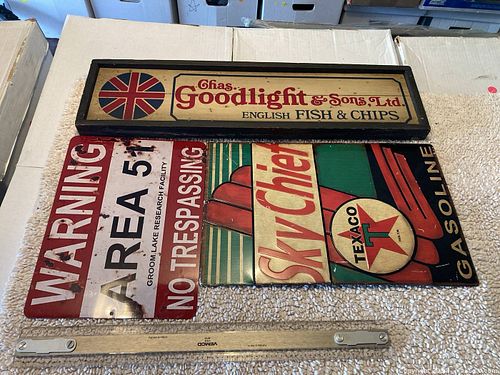 Chas.
Goodlight & Sons, Ltd.
ENGLISH FISH & CHIPS
WARNING
AREA 51
GROOM LAKE RESEARCH FACILITY
NO TRESPASSING
Sky Chief
TEXACO
T
GASOLINE
VEMCO